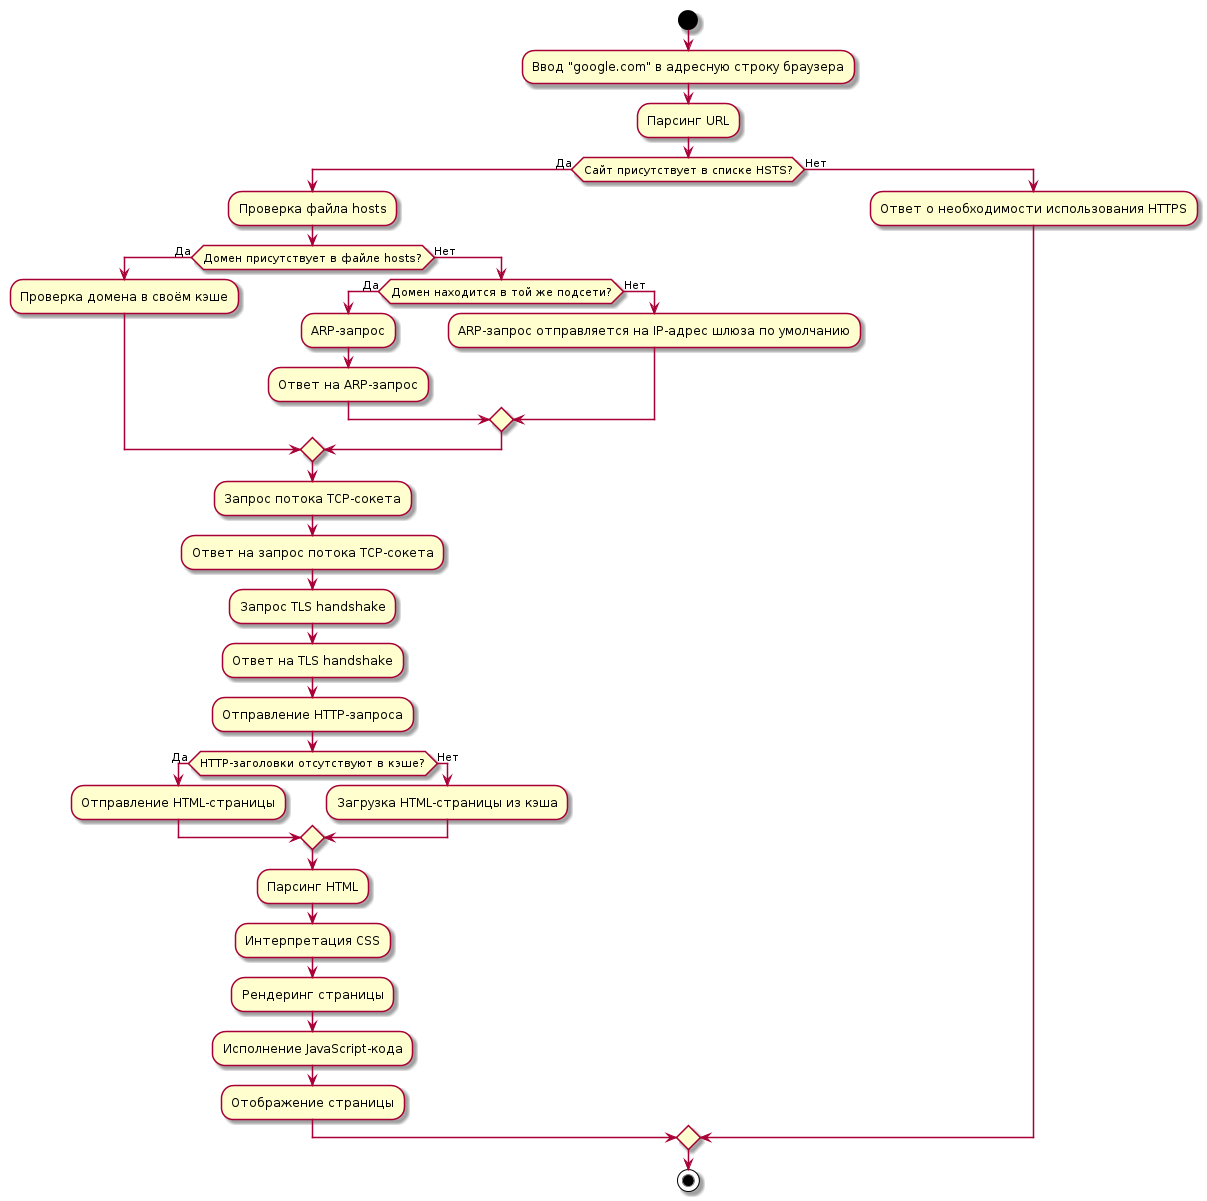 Ввод "google.com" в адресную строку браузера
Парсинг URL
Да
Сайт присутствует в списке HSTS?
Нет
Проверка файла hosts
Ответ о необходимости использования HTTPS
Да
Домен присутствует в файле hosts?
Нет
Проверка домена в своём кэше
Да
Домен находится в той же подсети?
Нет
ARP-запрос
ARP-запрос отправляется на IP-адрес шлюза по умолчанию
Ответ на ARP-запрос
Запрос потока TCP-сокета
Ответ на запрос потока TCP-сокета
Запрос TLS handshake
Ответ на TLS handshake
Отправление HTTP-запроса
Да
HTTP-заголовки отсутствуют в кэше?
Нет
Отправление HTML-страницы
Загрузка HTML-страницы из кэша
Парсинг HTML
Интерпретация CSS
Рендеринг страницы
Исполнение JavaScript-кода
Отображение страницы